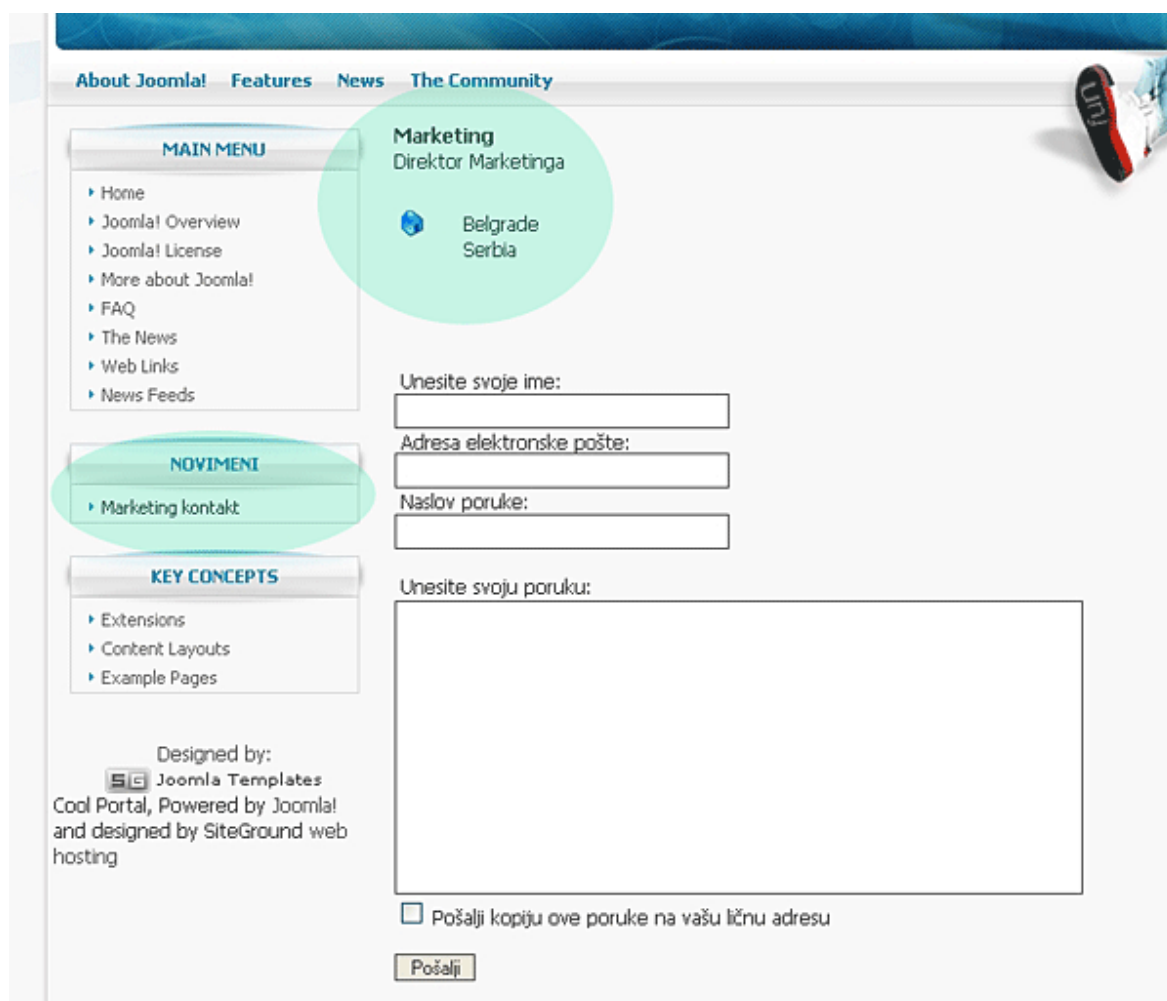 About Joomla! Features News The Community
MAIN MENU
Home
Joomla! Overview
Joomla! License
More about Joomla!
FAQ
The News
Web Links
News Feeds
NOVIMENI
Marketing kontakt
KEY CONCEPTS
Extensions
Content Layouts
Example Pages
Designed by:
SG Joomla Templates
Cool Portal, Powered by Joomla!
and designed by SiteGround web
hosting
Marketing
Direktor Marketinga
Belgrade
Serbia
Unesite svoje ime:
Adresa elektronske pošte:
Naslov poruke:
Unesite svoju poruku:
Pošalji kopiju ove poruke na vašu ličnu adresu
Pošalji